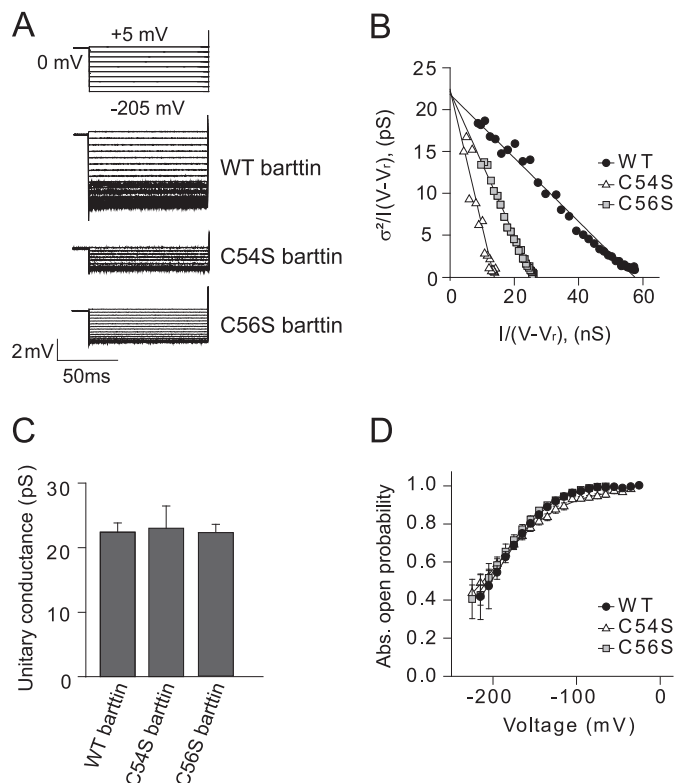 A
+5 mV
0 mV
-205 mV
WT barttin
C54S barttin
C56S barttin
2mV
50ms
B
σ²/I(V-Vᵣ), (pS)
25
20
15
10
5
0
0 20 40 60
I/(V-Vᵣ), (nS)
WT
C54S
C56S
C
Unitary conductance (pS)
30
20
10
0
WT barttin
C54S barttin
C56S barttin
D
Abs. open probability
1.0
0.8
0.6
0.4
0.2
0.0
-200 -100 0
Voltage (mV)
WT
C54S
C56S